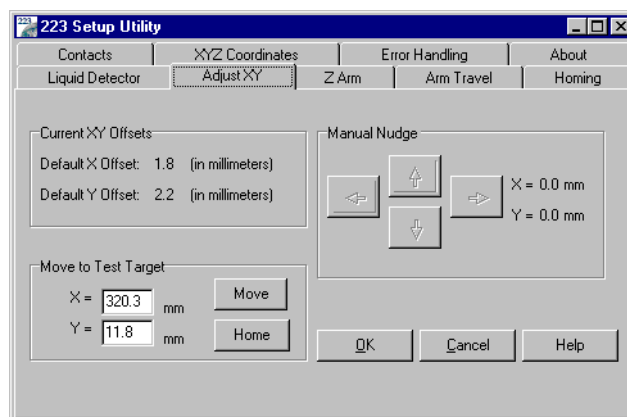 223 Setup Utility
Contacts XYZ Coordinates Error Handling About
Liquid Detector Adjust XY Z Arm Arm Travel Homing
Current XY Offsets
Default X Offset: 1.8 (in millimeters)
Default Y Offset: 2.2 (in millimeters)
Manual Nudge
X = 0.0 mm
Y = 0.0 mm
Move to Test Target
X = 320.3 mm Move
Y = 11.8 mm Home
OK Cancel Help